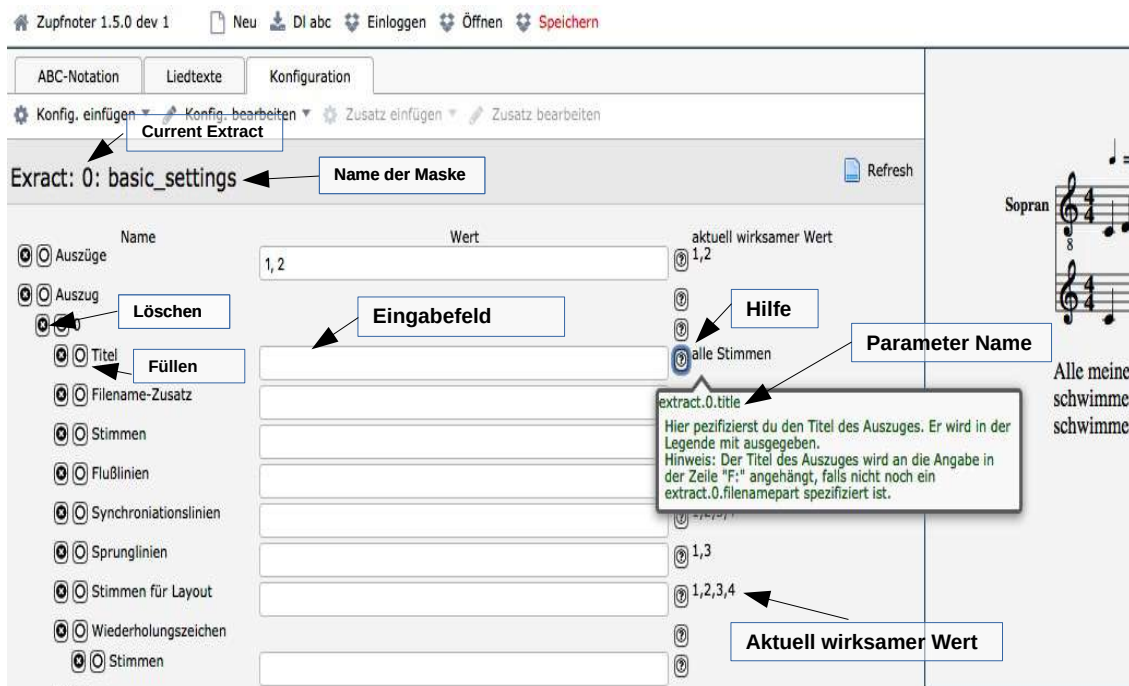 Zupfnoter 1.5.0 dev 1 Neu Dl abc Einloggen Öffnen Speichern
ABC-Notation Liedtexte Konfiguration
Konfig. einfügen Konfig. bearbeiten Zusatz einfügen Zusatz bearbeiten
Current Extract
Exract: 0: basic_settings
Name der Maske
Refresh
Name Wert aktuell wirksamer Wert
Auszüge 1, 2 1,2
Auszug
Löschen
Eingabefeld
Hilfe
Titel alle Stimmen
Parameter Name
Füllen
Filename-Zusatz
extract.0.title
Hier pezifizierst du den Titel des Auszuges. Er wird in der
Legende mit ausgegeben.
Hinweis: Der Titel des Auszuges wird an die Angabe in
der Zeile "F:" angehängt, falls nicht noch ein
extract.0.filenamepart spezifiziert ist.
Stimmen
Flußlinien
Synchroniationslinien
Sprunglinien 1,3
Stimmen für Layout 1,2,3,4
Wiederholungszeichen
Aktuell wirksamer Wert
Stimmen
Sopran
8
Alle meine
schwimme
schwimme